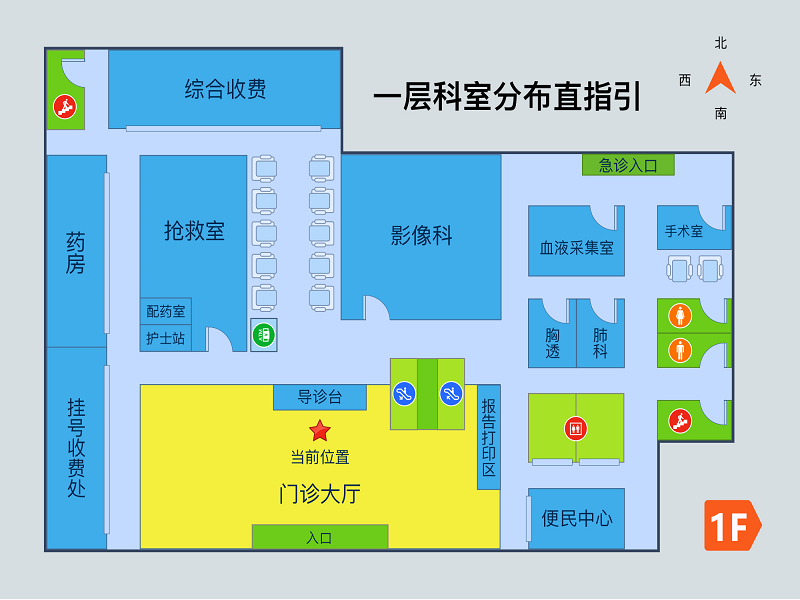 北
西
东
南
一层科室分布直指引
综合收费
急诊入口
药房
抢救室
影像科
血液采集室
手术室
配药室
护士站
胸透
肺科
导诊台
挂号收费处
报告打印区
当前位置
门诊大厅
入口
便民中心
1F